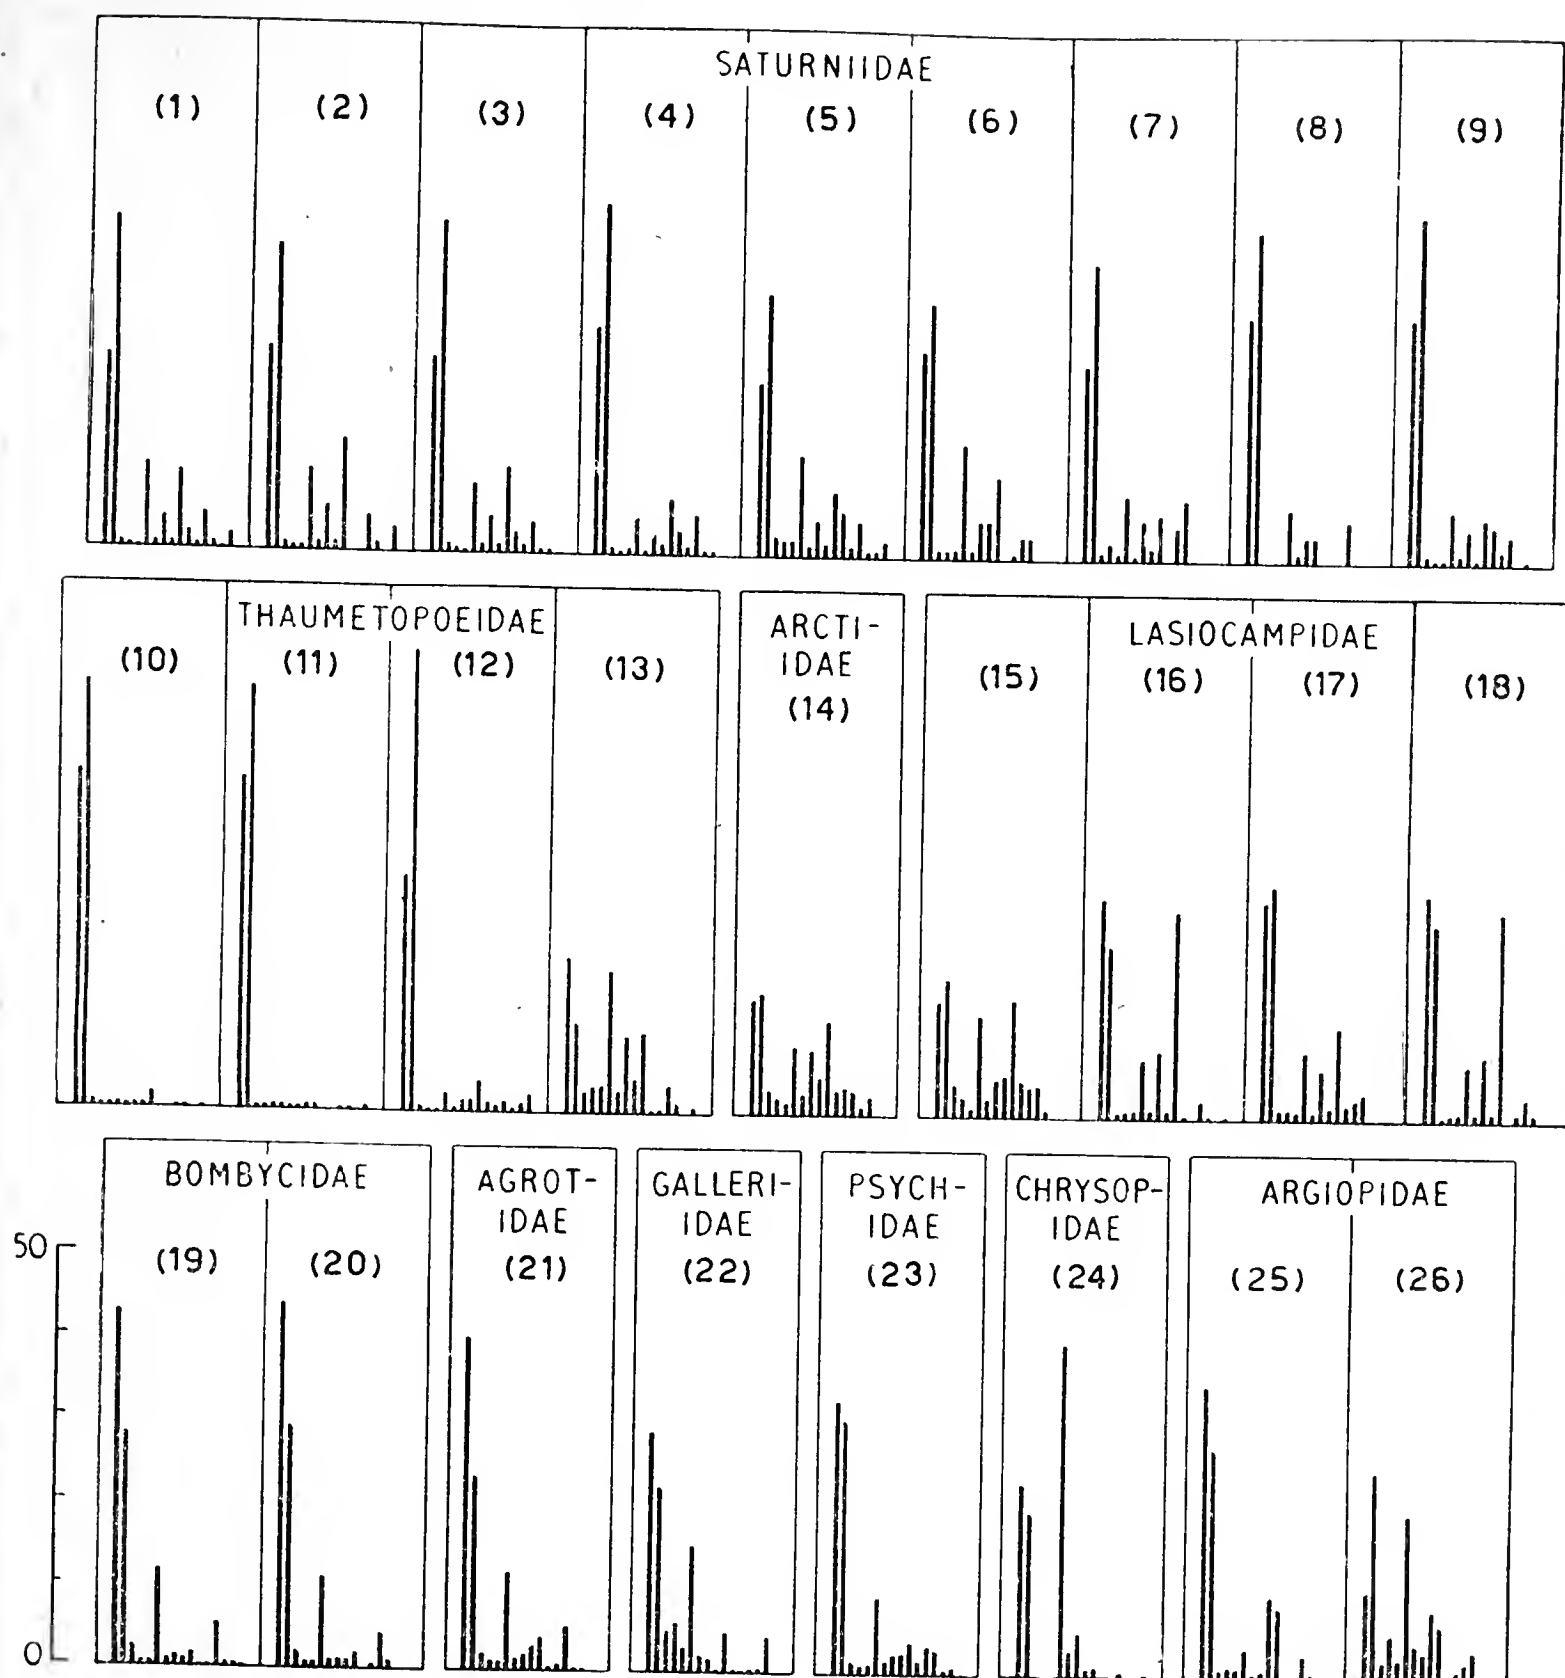 SATURNIIDAE
(1) (2) (3) (4) (5) (6) (7) (8) (9)
THAUMETOPOEIDAE
(10) (11) (12) (13)
ARCTI-
IDAE
(14)
LASIOCAMPIDAE
(15) (16) (17) (18)
BOMBYCIDAE
(19) (20)
AGROT-
IDAE
(21)
GALLERI-
IDAE
(22)
PSYCH-
IDAE
(23)
CHRYSOP-
IDAE
(24)
ARGIOPIDAE
(25) (26)
50
0